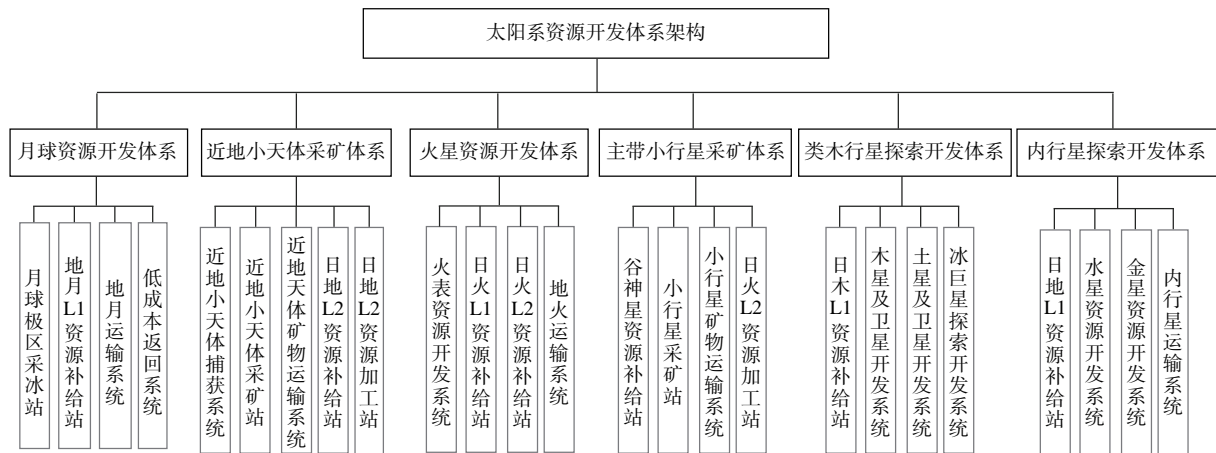 太阳系资源开发体系架构
月球资源开发体系
近地小天体采矿体系
火星资源开发体系
主带小行星采矿体系
类木行星探索开发体系
内行星探索开发体系
月球极区采冰站
地月L1资源补给站
地月运输系统
低成本返回系统
近地小天体捕获系统
近地小天体采矿站
近地天体矿物运输系统
日地L2资源补给站
日地L2资源加工站
火表资源开发系统
日火L1资源补给站
日火L2资源补给站
地火运输系统
谷神星资源补给站
小行星采矿站
小行星矿物运输系统
日火L2资源加工站
日木L1资源补给站
木星及卫星开发系统
土星及卫星开发系统
冰巨星探索开发系统
日地L1资源补给站
水星资源开发系统
金星资源开发系统
内行星运输系统